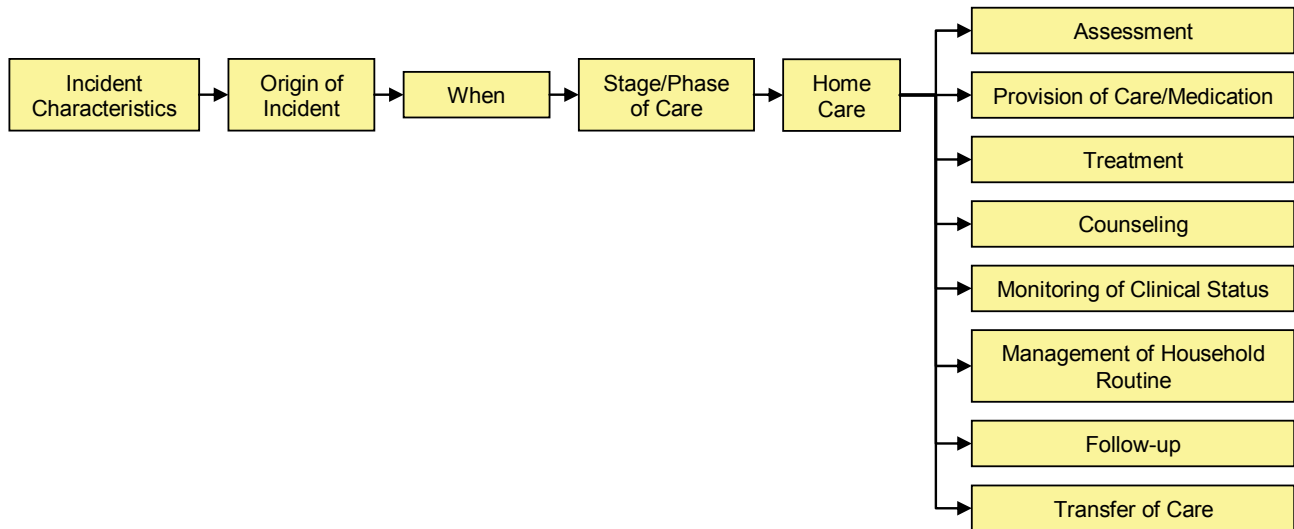 Incident
Characteristics
Origin of
Incident
When
Stage/Phase
of Care
Home
Care
Assessment
Provision of Care/Medication
Treatment
Counseling
Monitoring of Clinical Status
Management of Household
Routine
Follow-up
Transfer of Care